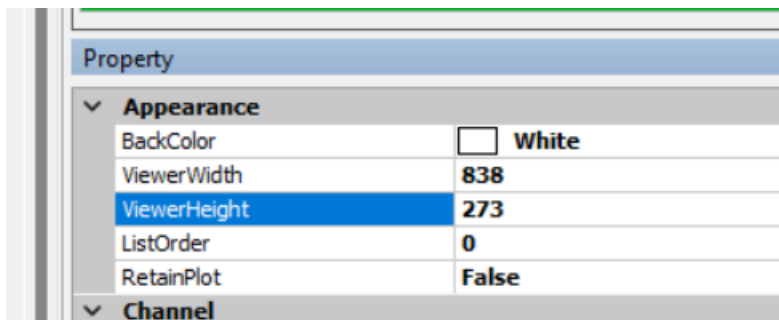 Property
Appearance
BackColor White
ViewerWidth 838
ViewerHeight 273
ListOrder 0
RetainPlot False
Channel